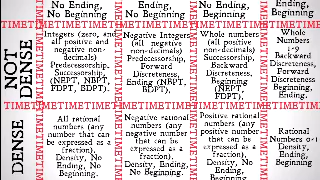 No Ending,
No Beginning
No Ending,
Beginning
Ending,
No Beginning
Ending,
Beginning
NOT
DENSE
Integers (zero, and
all positive and
negative non-
decimals)
Predecessorship,
Successorship,
(NEPT, NBPT,
FDPT, BDPT).
Negative Integers
(all negative
non-decimals)
Predecessorship,
Forward
Discreteness,
Ending (NBPT,
BDPT).
Whole numbers
(all positive
non-decimals)
Successorship,
Backward
Discreteness,
Beginning
(NEPT,
FDPT).
Whole
Numbers
1-9
Backward
Discreteness,
Forward
Discreteness
Beginning,
Ending
DENSE
All rational
numbers (any
number that can
be expressed as a
fraction),
Density, No
Ending, No
Beginning.
Negative rational
numbers (any
negative number
that can be
expressed as a
fraction),
Density, Ending,
No Beginning.
Positive rational
numbers (any
positive number
that can be
expressed as a
fraction),
Density, No
Ending,
Beginning
Rational
Numbers 0-1
Density,
Ending,
Beginning